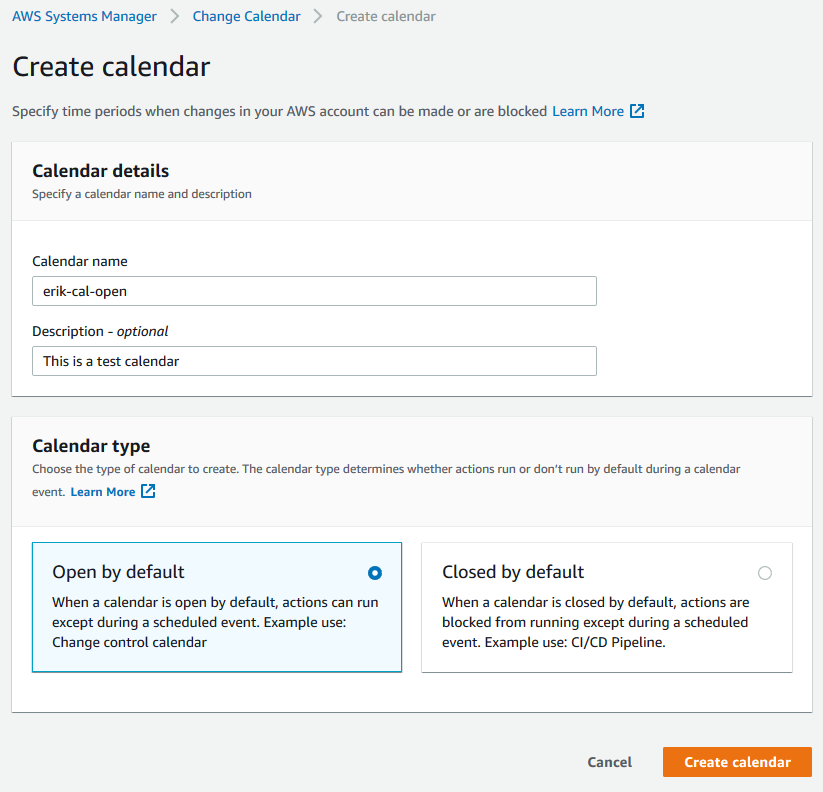 AWS Systems Manager > Change Calendar > Create calendar
Create calendar
Specify time periods when changes in your AWS account can be made or are blocked Learn More
Calendar details
Specify a calendar name and description
Calendar name
erik-cal-open
Description - optional
This is a test calendar
Calendar type
Choose the type of calendar to create. The calendar type determines whether actions run or don't run by default during a calendar
event. Learn More
Open by default
When a calendar is open by default, actions can run
except during a scheduled event. Example use:
Change control calendar
Closed by default
When a calendar is closed by default, actions are
blocked from running except during a scheduled
event. Example use: CI/CD Pipeline.
Cancel
Create calendar